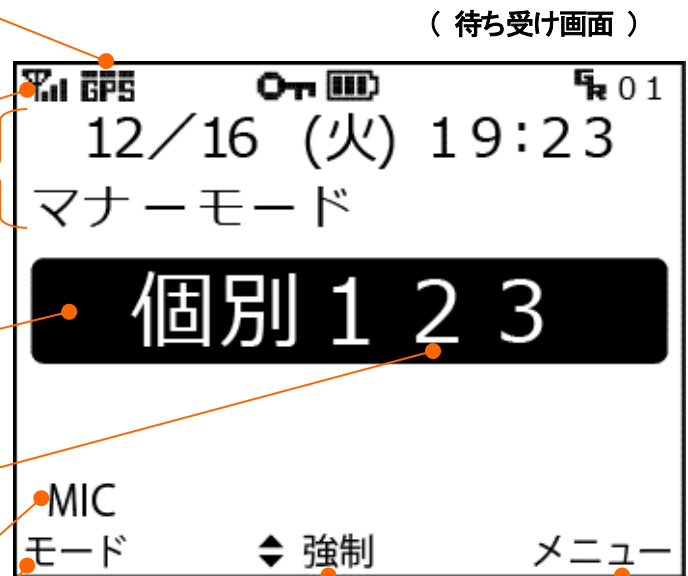 ( 待ち受け画面 )
GPS GR 01
12／16 (火) 19:23
マナーモード
個別123
MIC
モード 強制 メニュー